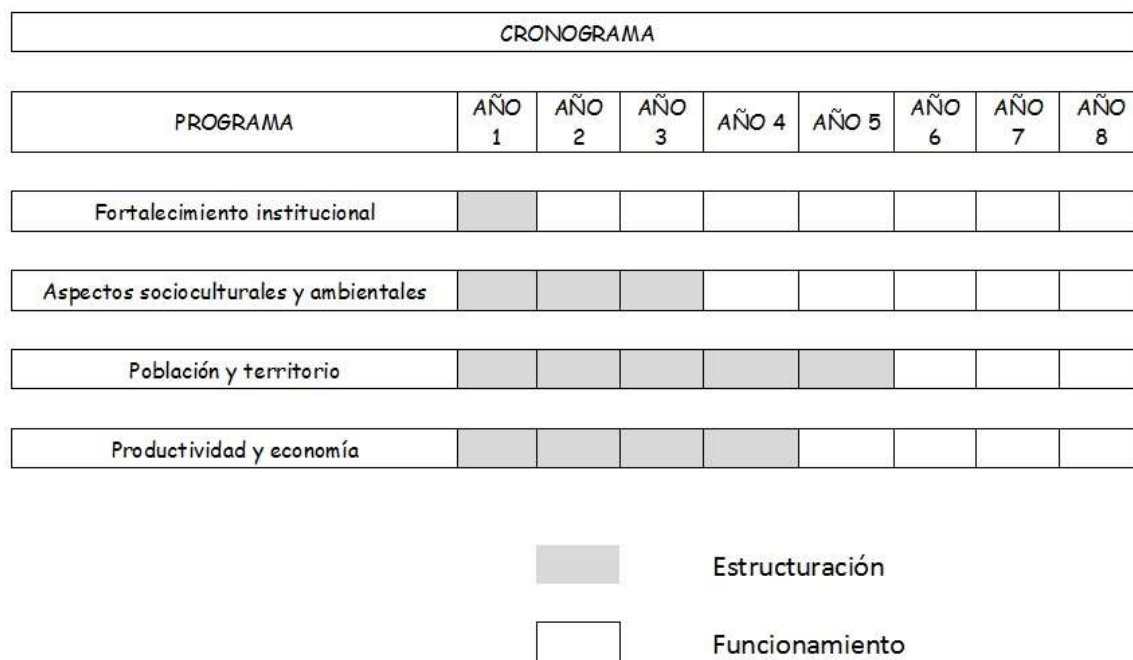 CRONOGRAMA
PROGRAMA AÑO 1 AÑO 2 AÑO 3 AÑO 4 AÑO 5 AÑO 6 AÑO 7 AÑO 8
Fortalecimiento institucional
Aspectos socioculturales y ambientales
Población y territorio
Productividad y economía
Estructuración
Funcionamiento